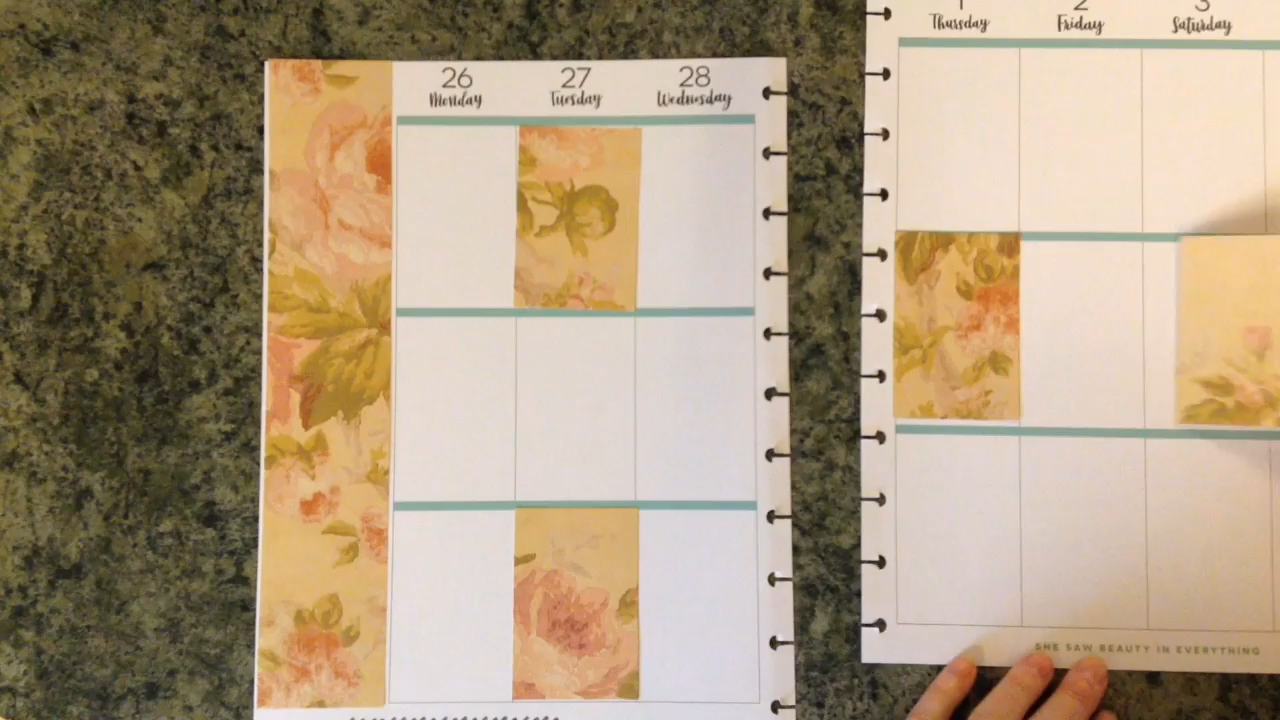 26 27 28
Monday Tuesday Wednesday
1 2 3
Thursday Friday Saturday
SHE SAW BEAUTY IN EVERYTHING